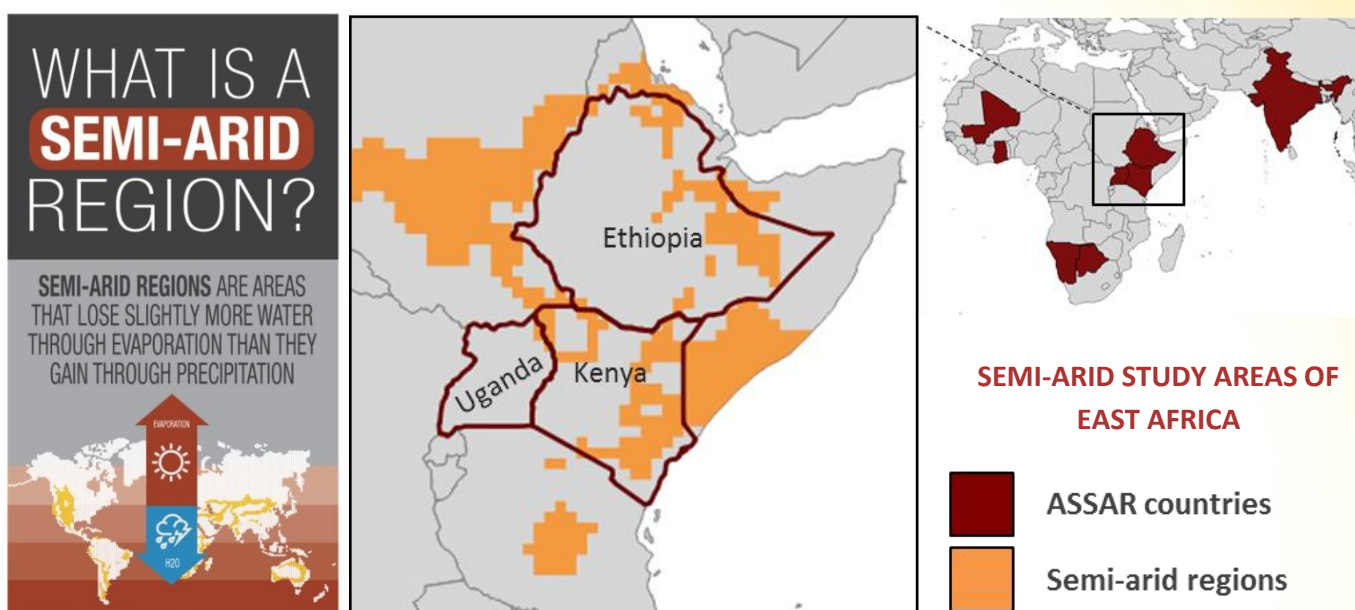 WHAT IS A
SEMI-ARID
REGION?
SEMI-ARID REGIONS ARE AREAS
THAT LOSE SLIGHTLY MORE WATER
THROUGH EVAPORATION THAN THEY
GAIN THROUGH PRECIPITATION
EVAPORATION
H2O
Ethiopia
Uganda
Kenya
SEMI-ARID STUDY AREAS OF
EAST AFRICA
ASSAR countries
Semi-arid regions